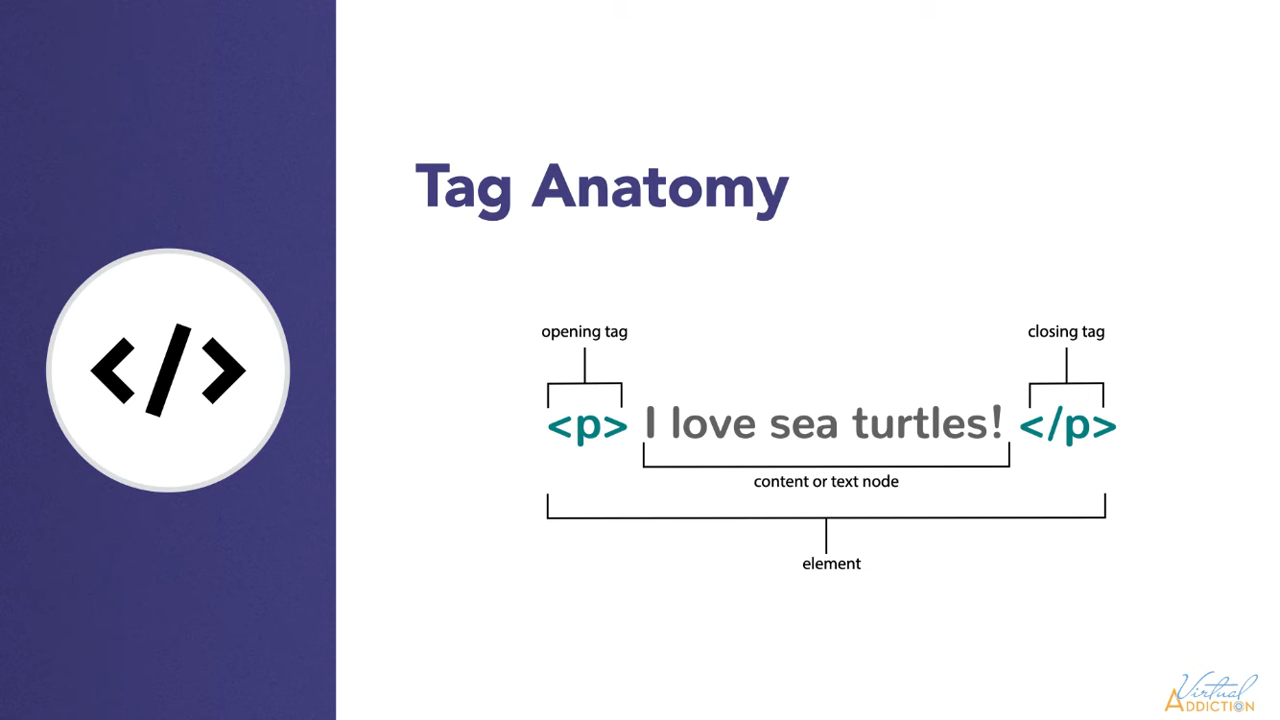 Tag Anatomy
opening tag
closing tag
<p> I love sea turtles! </p>
content or text node
element
</>
Virtual
ADDICTION